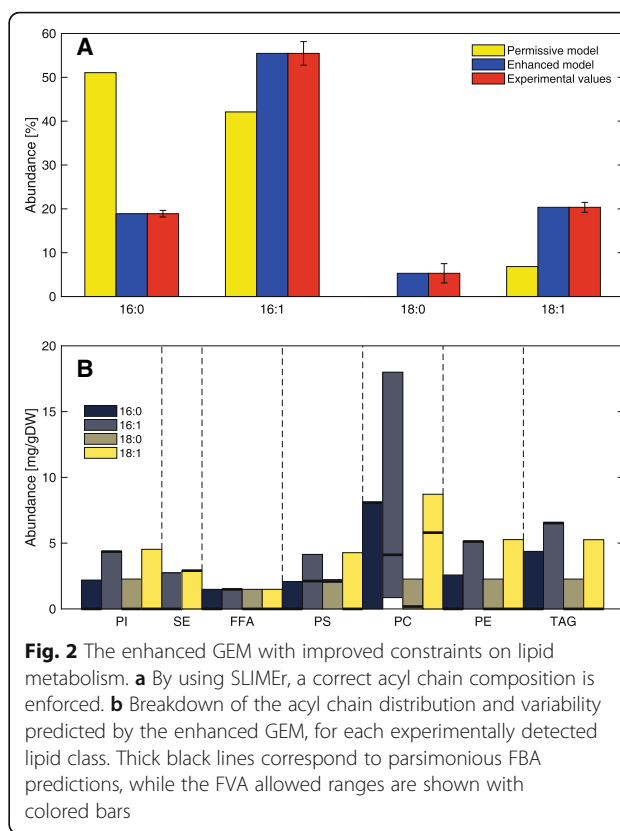 A
Permissive model
Enhanced model
Experimental values
Abundance [%]
60
50
40
30
20
10
0
16:0 16:1 18:0 18:1
B
16:0
16:1
18:0
18:1
Abundance [mg/gDW]
20
15
10
5
0
PI SE FFA PS PC PE TAG
Fig. 2 The enhanced GEM with improved constraints on lipid
metabolism. a By using SLIMEr, a correct acyl chain composition is
enforced. b Breakdown of the acyl chain distribution and variability
predicted by the enhanced GEM, for each experimentally detected
lipid class. Thick black lines correspond to parsimonious FBA
predictions, while the FVA allowed ranges are shown with
colored bars